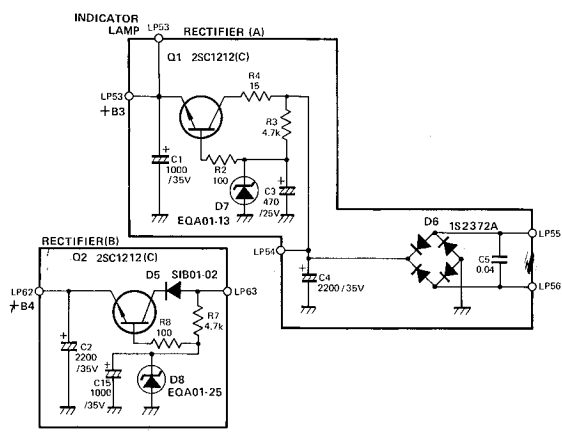 INDICATOR
LAMP
LP53
RECTIFIER (A)
Q1 2SC1212(C)
R4
15
LP53
+B3
R3
4.7k
+
C1
1000
/35V
R2
100
D7
EQA01-13
+
C3
470
/25V
D6
1S2372A
LP55
LP54
+
C4
2200/35V
C5
0.04
LP56
RECTIFIER(B)
Q2 2SC1212(C)
D5 SIB01-02
LP62
+B4
LP63
R7
4.7k
R8
100
+
C2
2200
/35V
+
C15
1000
/35V
D8
EQA01-25